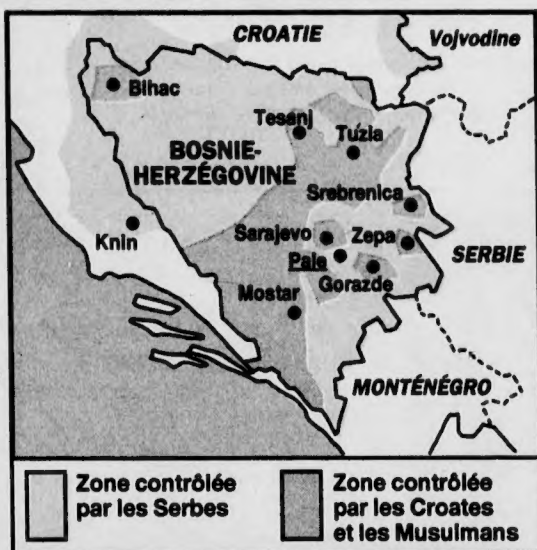 CROATIE
Vojvodine
Bihac
Tesanj
Tuzla
BOSNIE-
HERZÉGOVINE
Srebrenica
Knin
Sarajevo
Zepa
Pale
SERBIE
Gorazde
Mostar
MONTÉNÉGRO
Zone contrôlée
par les Serbes
Zone contrôlée
par les Croates
et les Musulmans